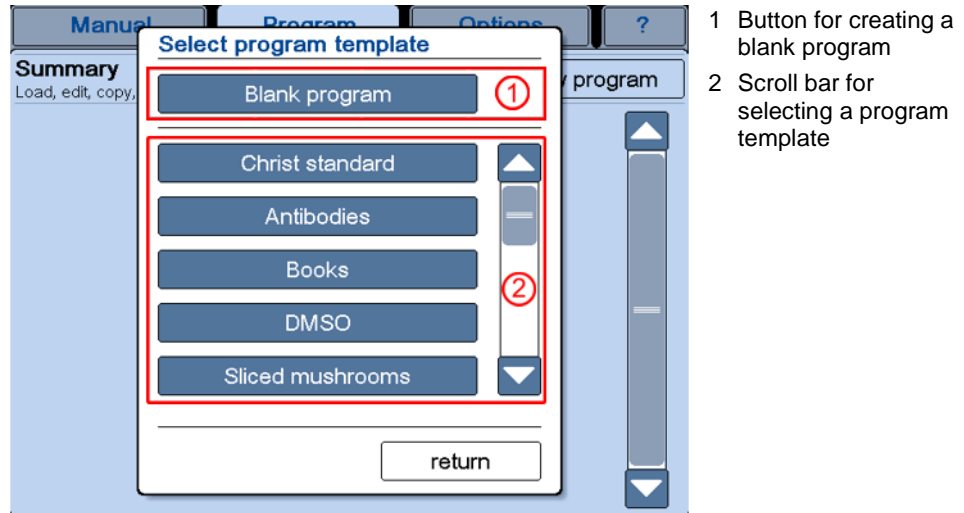 Manual Program Options ?
Select program template
Summary
Load, edit, copy, program
Blank program 1
Christ standard
Antibodies
Books
2
DMSO
Sliced mushrooms
return
1 Button for creating a
blank program
2 Scroll bar for
selecting a program
template